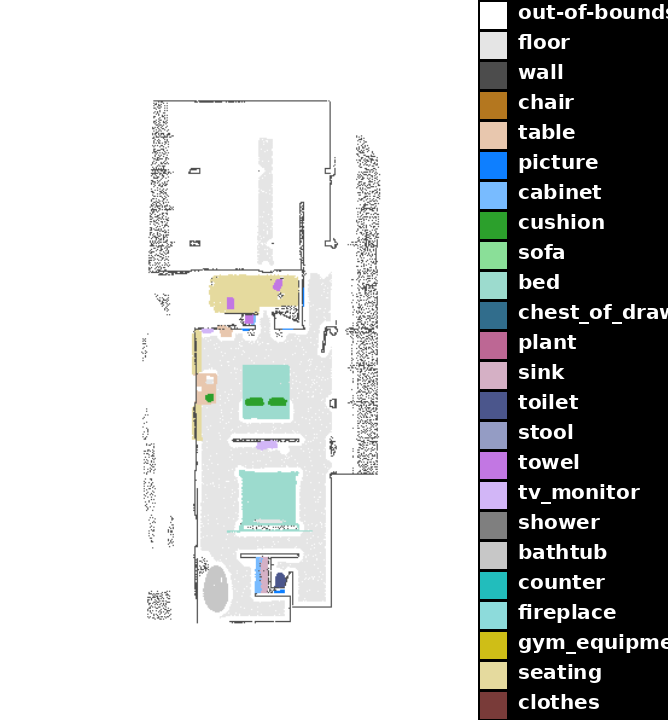 out-of-bounds
floor
wall
chair
table
picture
cabinet
cushion
sofa
bed
chest_of_draw
plant
sink
toilet
stool
towel
tv_monitor
shower
bathtub
counter
fireplace
gym_equipme
seating
clothes